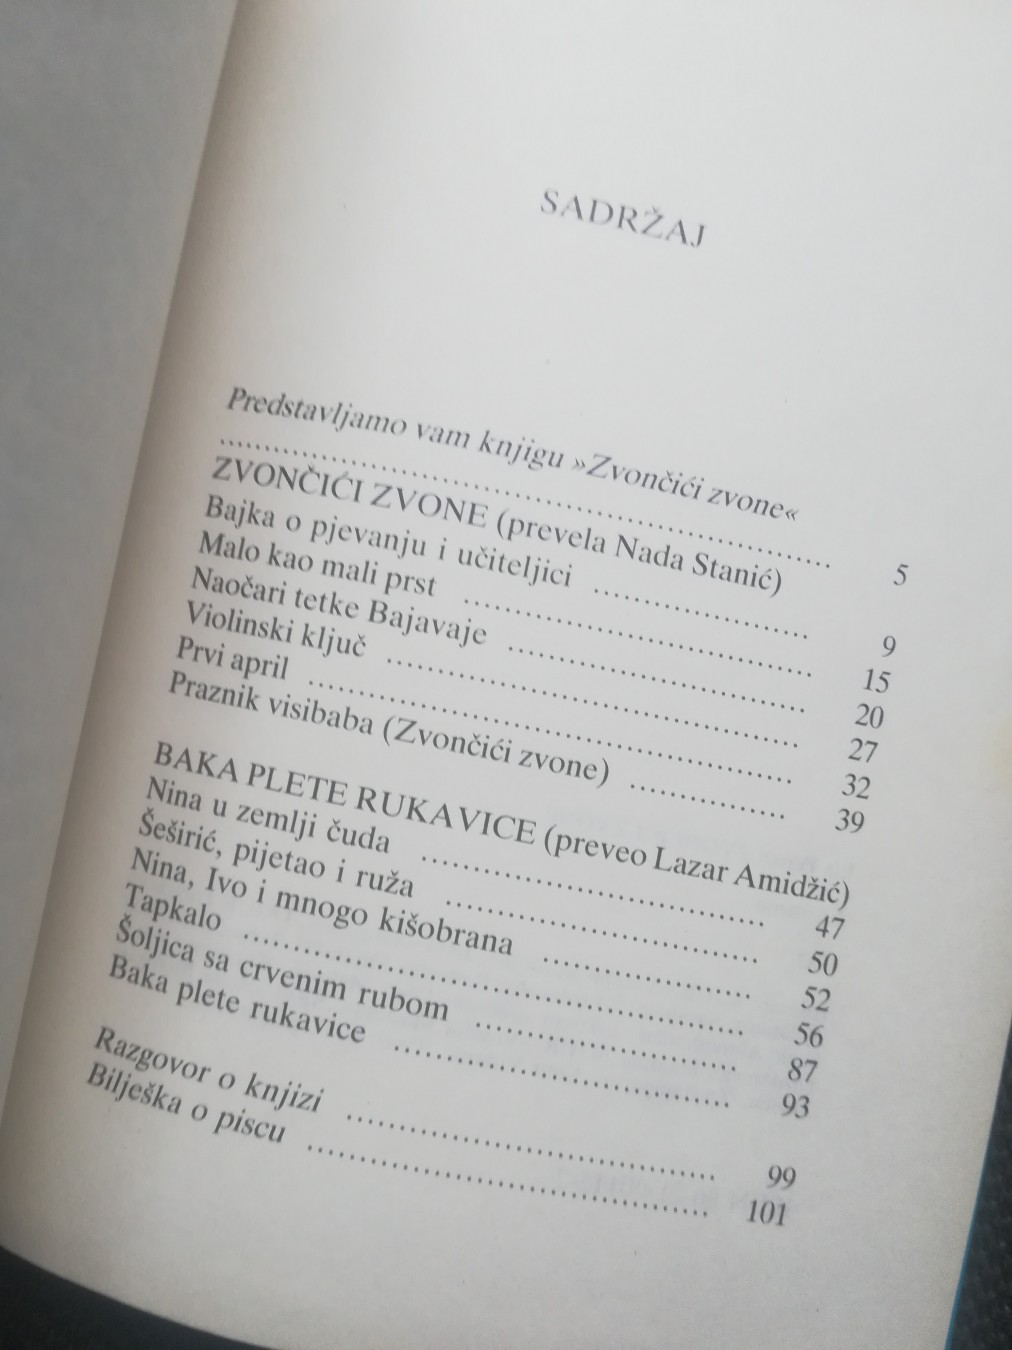 SADRŽAJ
Predstavljamo vam knjigu »Zvončići zvone«
.......................................................... 5
ZVONČIĆI ZVONE (prevela Nada Stanić)
Bajka o pjevanju i učiteljici .................... 9
Malo kao mali prst ................................ 15
Naočari tetke Bajavaje ........................... 20
Violinski ključ ...................................... 27
Prvi april ............................................. 32
Praznik visibaba (Zvončići zvone) ............... 39
BAKA PLETE RUKAVICE (preveo Lazar Amidžić)
Nina u zemlji čuda ................................ 47
Šeširić, pijetao i ruža ............................. 50
Nina, Ivo i mnogo kišobrana .................... 52
Tapkalo ................................................ 56
Šoljica sa crvenim rubom ......................... 87
Baka plete rukavice ................................ 93
Razgovor o knjizi ................................... 99
Bilješka o piscu ...................................... 101